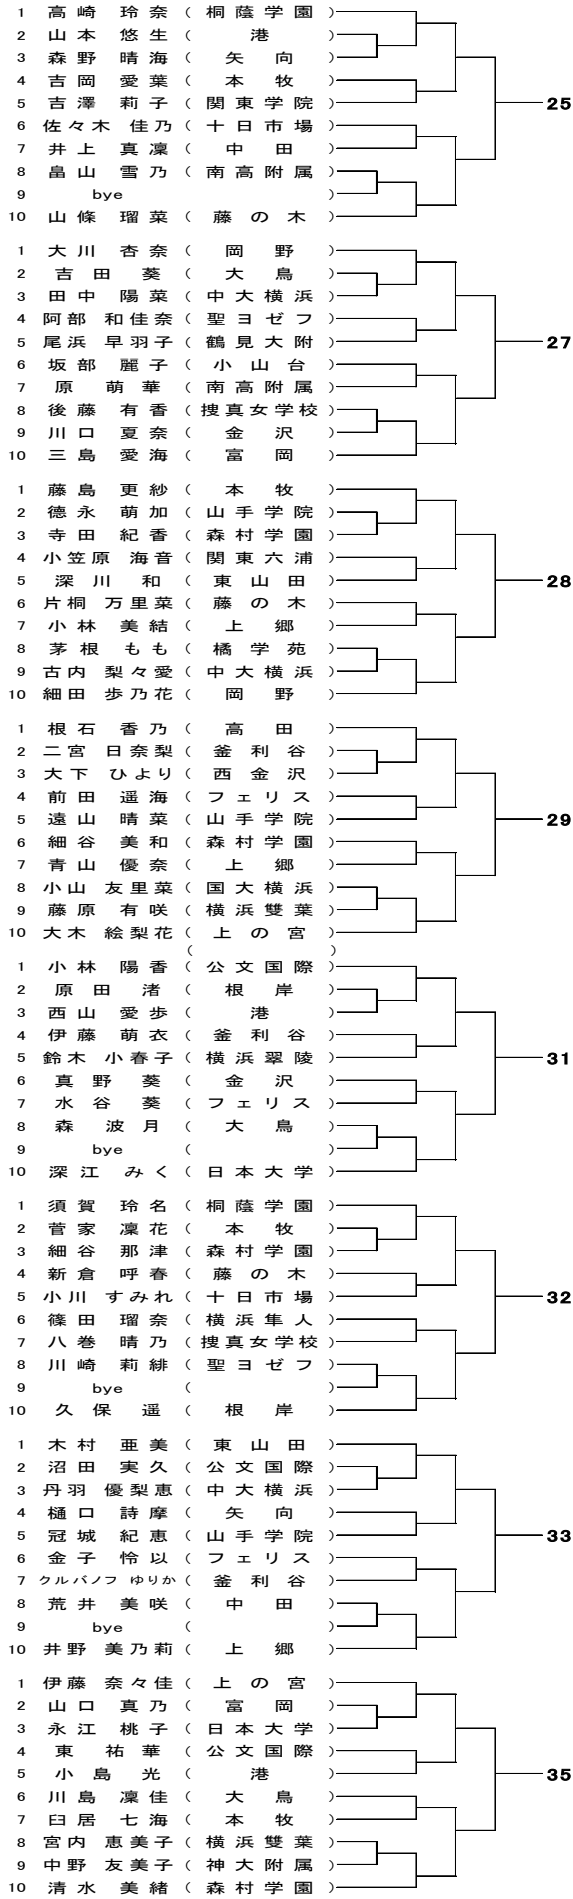 1 高崎 玲奈 ( 桐蔭学園 )
2 山本 悠生 ( 港 )
3 森野 晴海 ( 矢向 )
4 吉岡 愛葉 ( 本牧 )
5 吉澤 莉子 ( 関東学院 ) 25
6 佐々木 佳乃 ( 十日市場 )
7 井上 真凜 ( 中田 )
8 畠山 雪乃 ( 南高附属 )
9 bye )
10 山條 瑠菜 ( 藤の木 )
1 大川 杏奈 ( 岡野 )
2 吉田 葵 ( 大鳥 )
3 田中 陽菜 ( 中大横浜 )
4 阿部 和佳奈 ( 聖ヨゼフ )
5 尾浜 早羽子 ( 鶴見大附 ) 27
6 坂部 麗子 ( 小山台 )
7 原 萌華 ( 南高附属 )
8 後藤 有香 ( 捜真女学校 )
9 川口 夏奈 ( 金沢 )
10 三島 愛海 ( 富岡 )
1 藤島 更紗 ( 本牧 )
2 徳永 萌加 ( 山手学院 )
3 寺田 紀香 ( 森村学園 )
4 小笠原 海音 ( 関東六浦 )
5 深川 和 ( 東山田 ) 28
6 片桐 万里菜 ( 藤の木 )
7 小林 美結 ( 上郷 )
8 茅根 もも ( 橘学苑 )
9 古内 梨々愛 ( 中大横浜 )
10 細田 歩乃花 ( 岡野 )
1 根石 香乃 ( 高田 )
2 二宮 日奈梨 ( 釜利谷 )
3 大下 ひより ( 西金沢 )
4 前田 遥海 ( フェリス )
5 遠山 晴菜 ( 山手学院 ) 29
6 細谷 美和 ( 森村学園 )
7 青山 優奈 ( 上郷 )
8 小山 友里菜 ( 国大横浜 )
9 藤原 有咲 ( 横浜雙葉 )
10 大木 絵梨花 ( 上の宮 )
( )
1 小林 陽香 ( 公文国際 )
2 原田 渚 ( 根岸 )
3 西山 愛歩 ( 港 )
4 伊藤 萌衣 ( 釜利谷 )
5 鈴木 小春子 ( 横浜翠陵 ) 31
6 真野 葵 ( 金沢 )
7 水谷 葵 ( フェリス )
8 森 波月 ( 大鳥 )
9 bye ( )
10 深江 みく ( 日本大学 )
1 須賀 玲名 ( 桐蔭学園 )
2 菅家 凜花 ( 本牧 )
3 細谷 那津 ( 森村学園 )
4 新倉 呼春 ( 藤の木 )
5 小川 すみれ ( 十日市場 ) 32
6 篠田 瑠奈 ( 横浜隼人 )
7 八巻 晴乃 ( 捜真女学校 )
8 川崎 莉緋 ( 聖ヨゼフ )
9 bye ( )
10 久保 遥 ( 根岸 )
1 木村 亜美 ( 東山田 )
2 沼田 実久 ( 公文国際 )
3 丹羽 優梨恵 ( 中大横浜 )
4 樋口 詩摩 ( 矢向 )
5 冠城 紀恵 ( 山手学院 ) 33
6 金子 怜以 ( フェリス )
7 クルバノフ ゆりか ( 釜利谷 )
8 荒井 美咲 ( 中田 )
9 bye ( )
10 井野 美乃莉 ( 上郷 )
1 伊藤 奈々佳 ( 上の宮 )
2 山口 真乃 ( 富岡 )
3 永江 桃子 ( 日本大学 )
4 東 祐華 ( 公文国際 )
5 小島 光 ( 港 ) 35
6 川島 凜佳 ( 大鳥 )
7 臼居 七海 ( 本牧 )
8 宮内 恵美子 ( 横浜雙葉 )
9 中野 友美子 ( 神大附属 )
10 清水 美緒 ( 森村学園 )